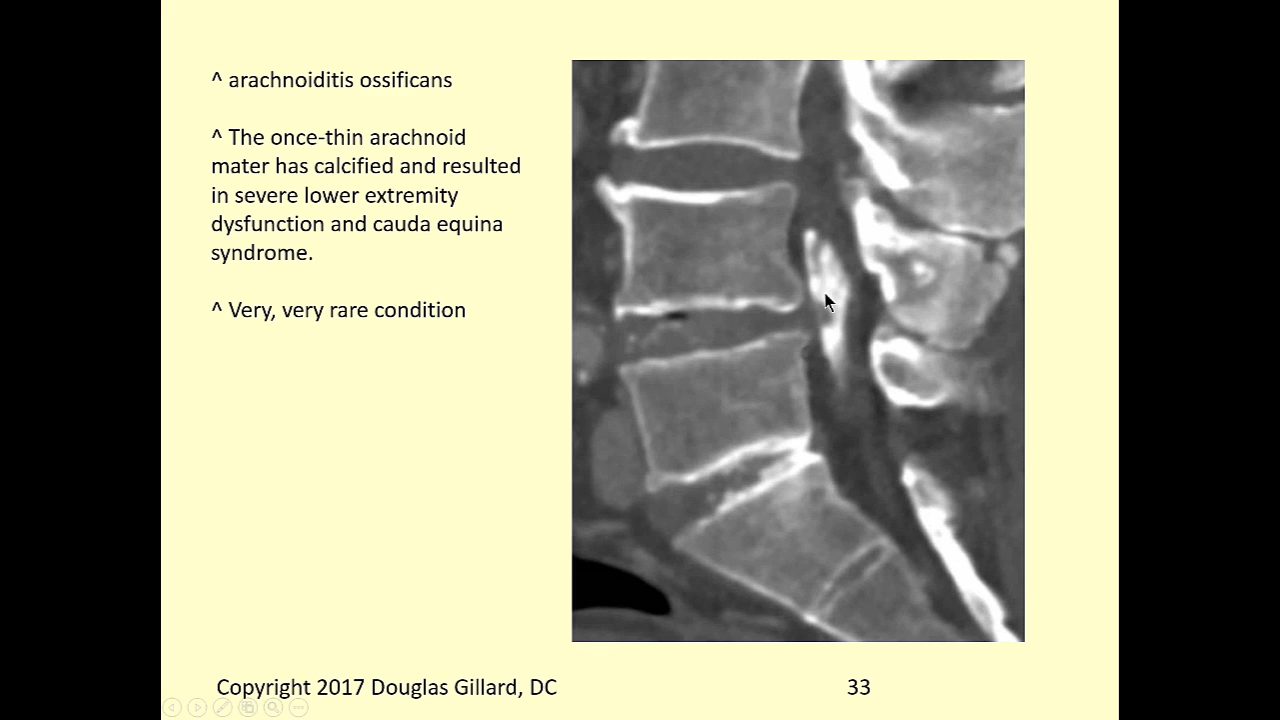 ^ arachnoiditis ossificans
^ The once-thin arachnoid
mater has calcified and resulted
in severe lower extremity
dysfunction and cauda equina
syndrome.
^ Very, very rare condition
Copyright 2017 Douglas Gillard, DC
33